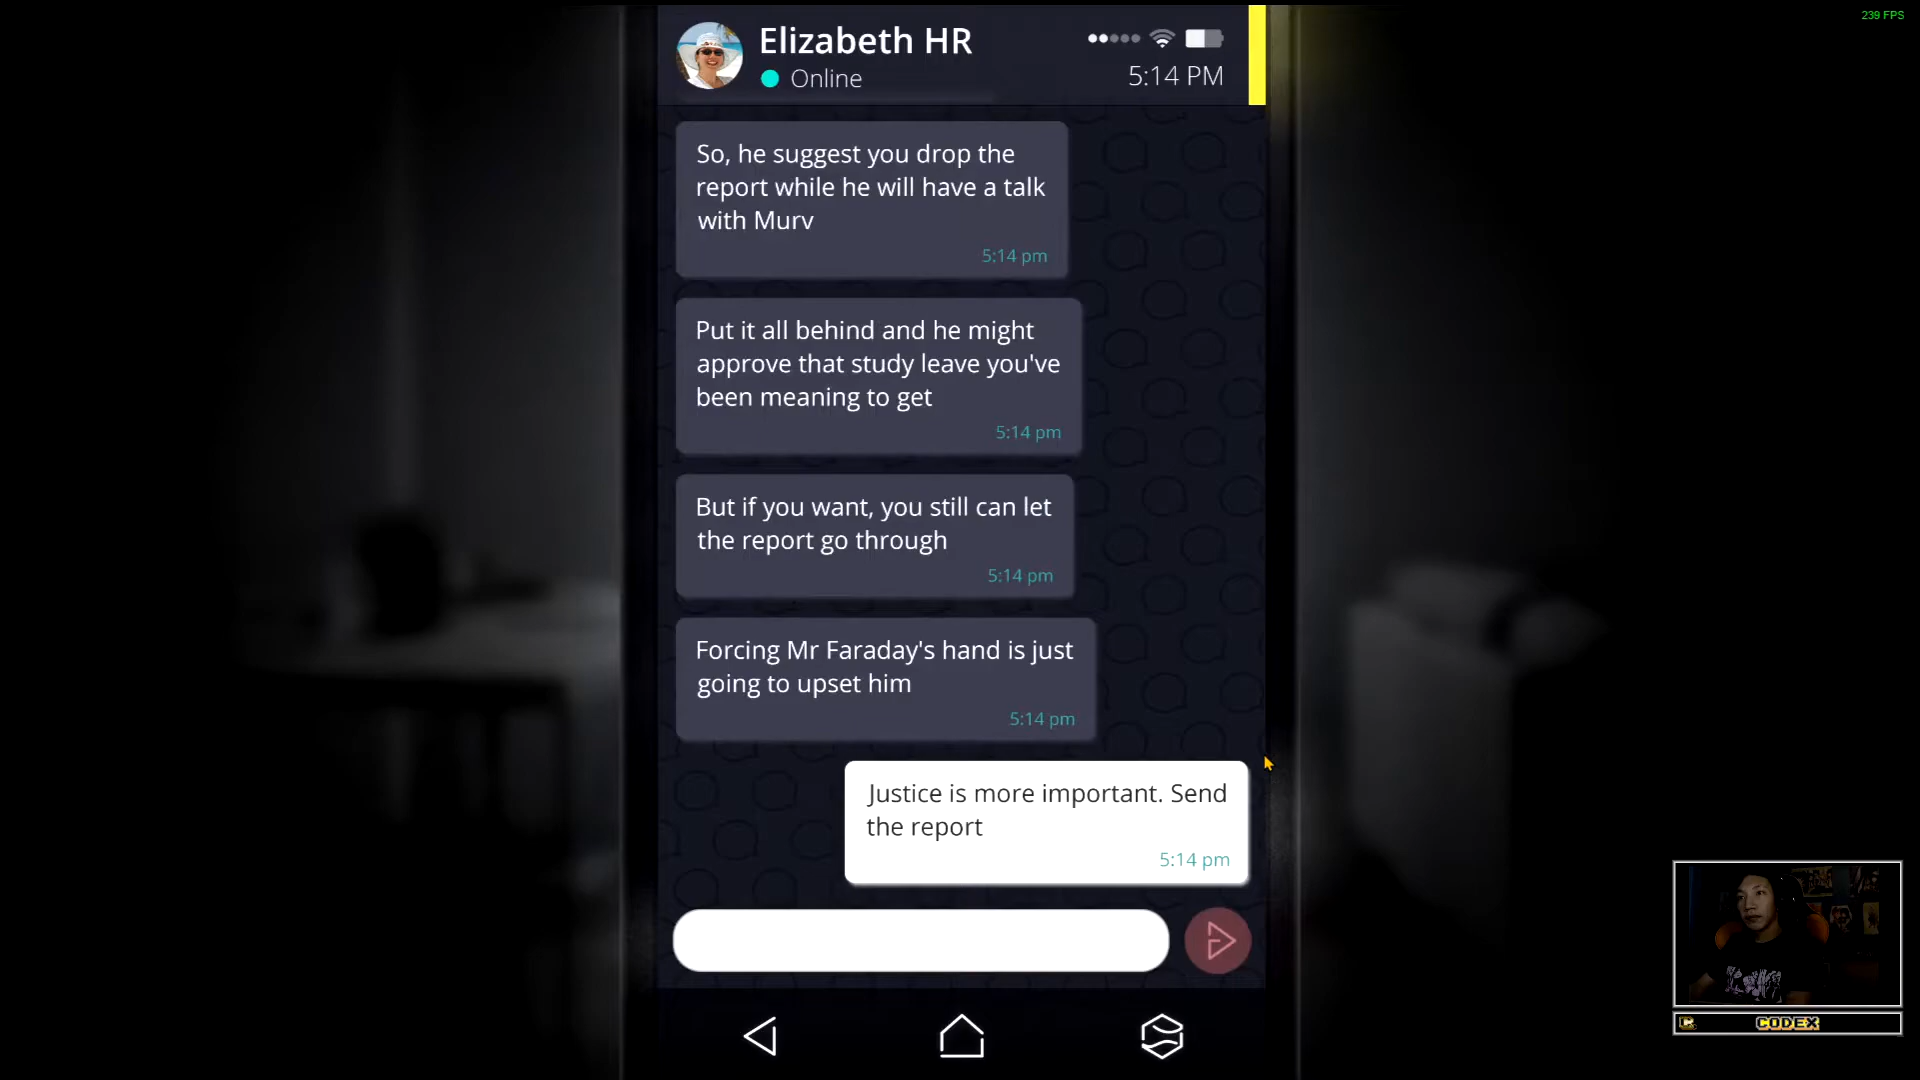 239 FPS
Elizabeth HR
Online
5:14 PM
So, he suggest you drop the
report while he will have a talk
with Murv
5:14 pm
Put it all behind and he might
approve that study leave you've
been meaning to get
5:14 pm
But if you want, you still can let
the report go through
5:14 pm
Forcing Mr Faraday's hand is just
going to upset him
5:14 pm
Justice is more important. Send
the report
5:14 pm
CODEX